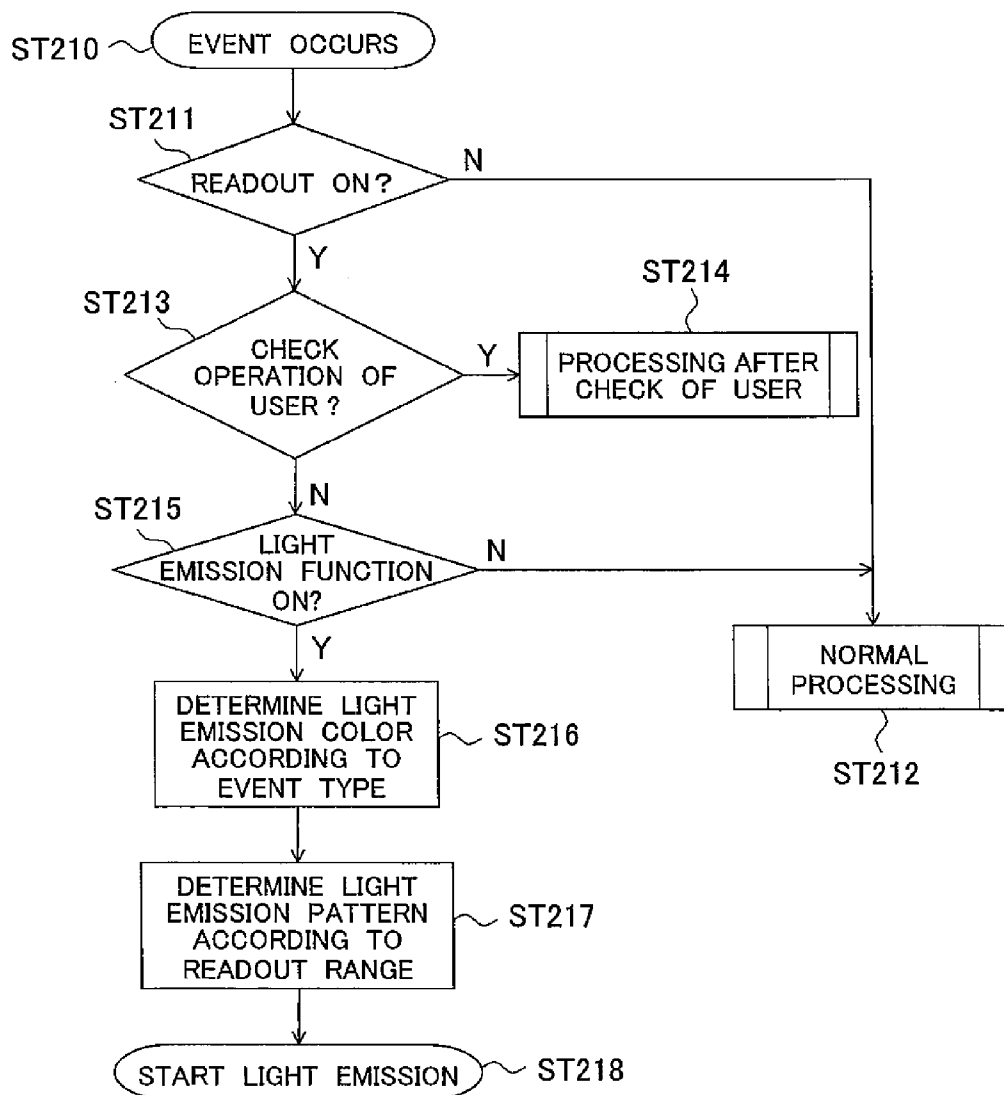 ST210
EVENT OCCURS
ST211
READOUT ON?
N
Y
ST213
CHECK
OPERATION OF
USER?
Y
ST214
PROCESSING AFTER
CHECK OF USER
N
ST215
LIGHT
EMISSION FUNCTION
ON?
N
Y
NORMAL
PROCESSING
ST212
DETERMINE LIGHT
EMISSION COLOR
ACCORDING TO
EVENT TYPE
ST216
DETERMINE LIGHT
EMISSION PATTERN
ACCORDING TO
READOUT RANGE
ST217
START LIGHT EMISSION
ST218